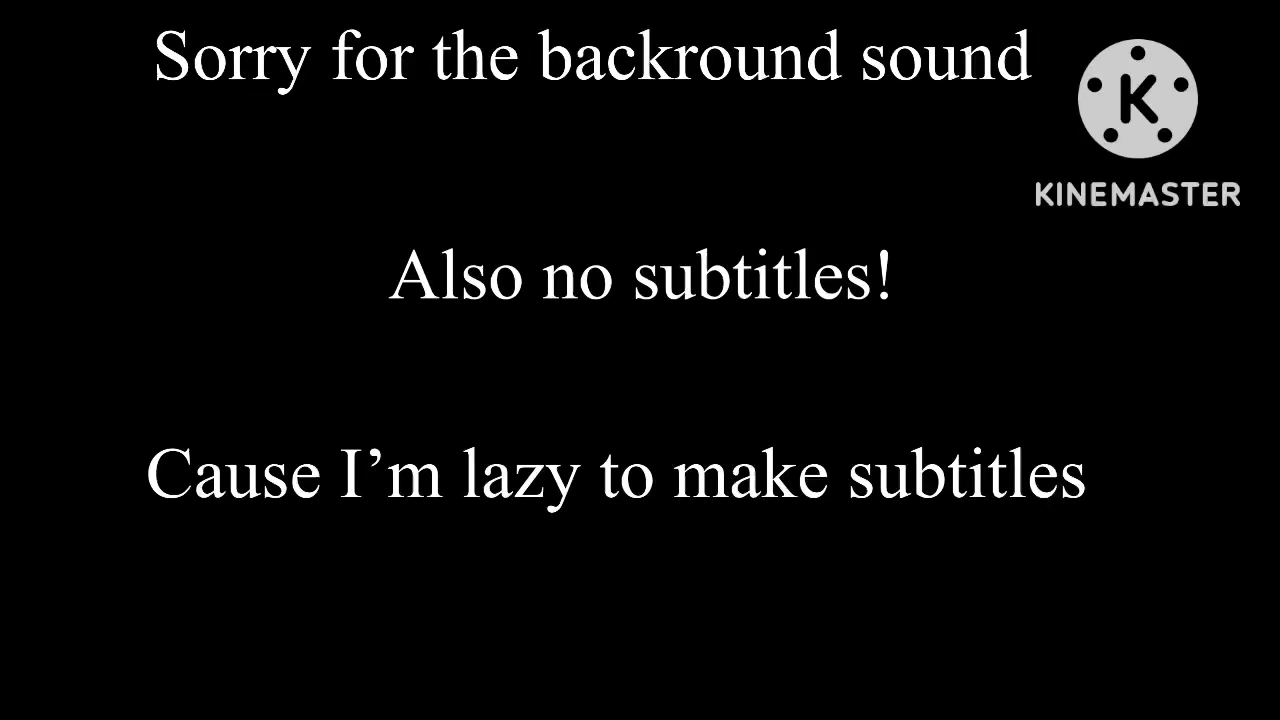 Sorry for the backround sound
K
KINEMASTER
Also no subtitles!
Cause I’m lazy to make subtitles